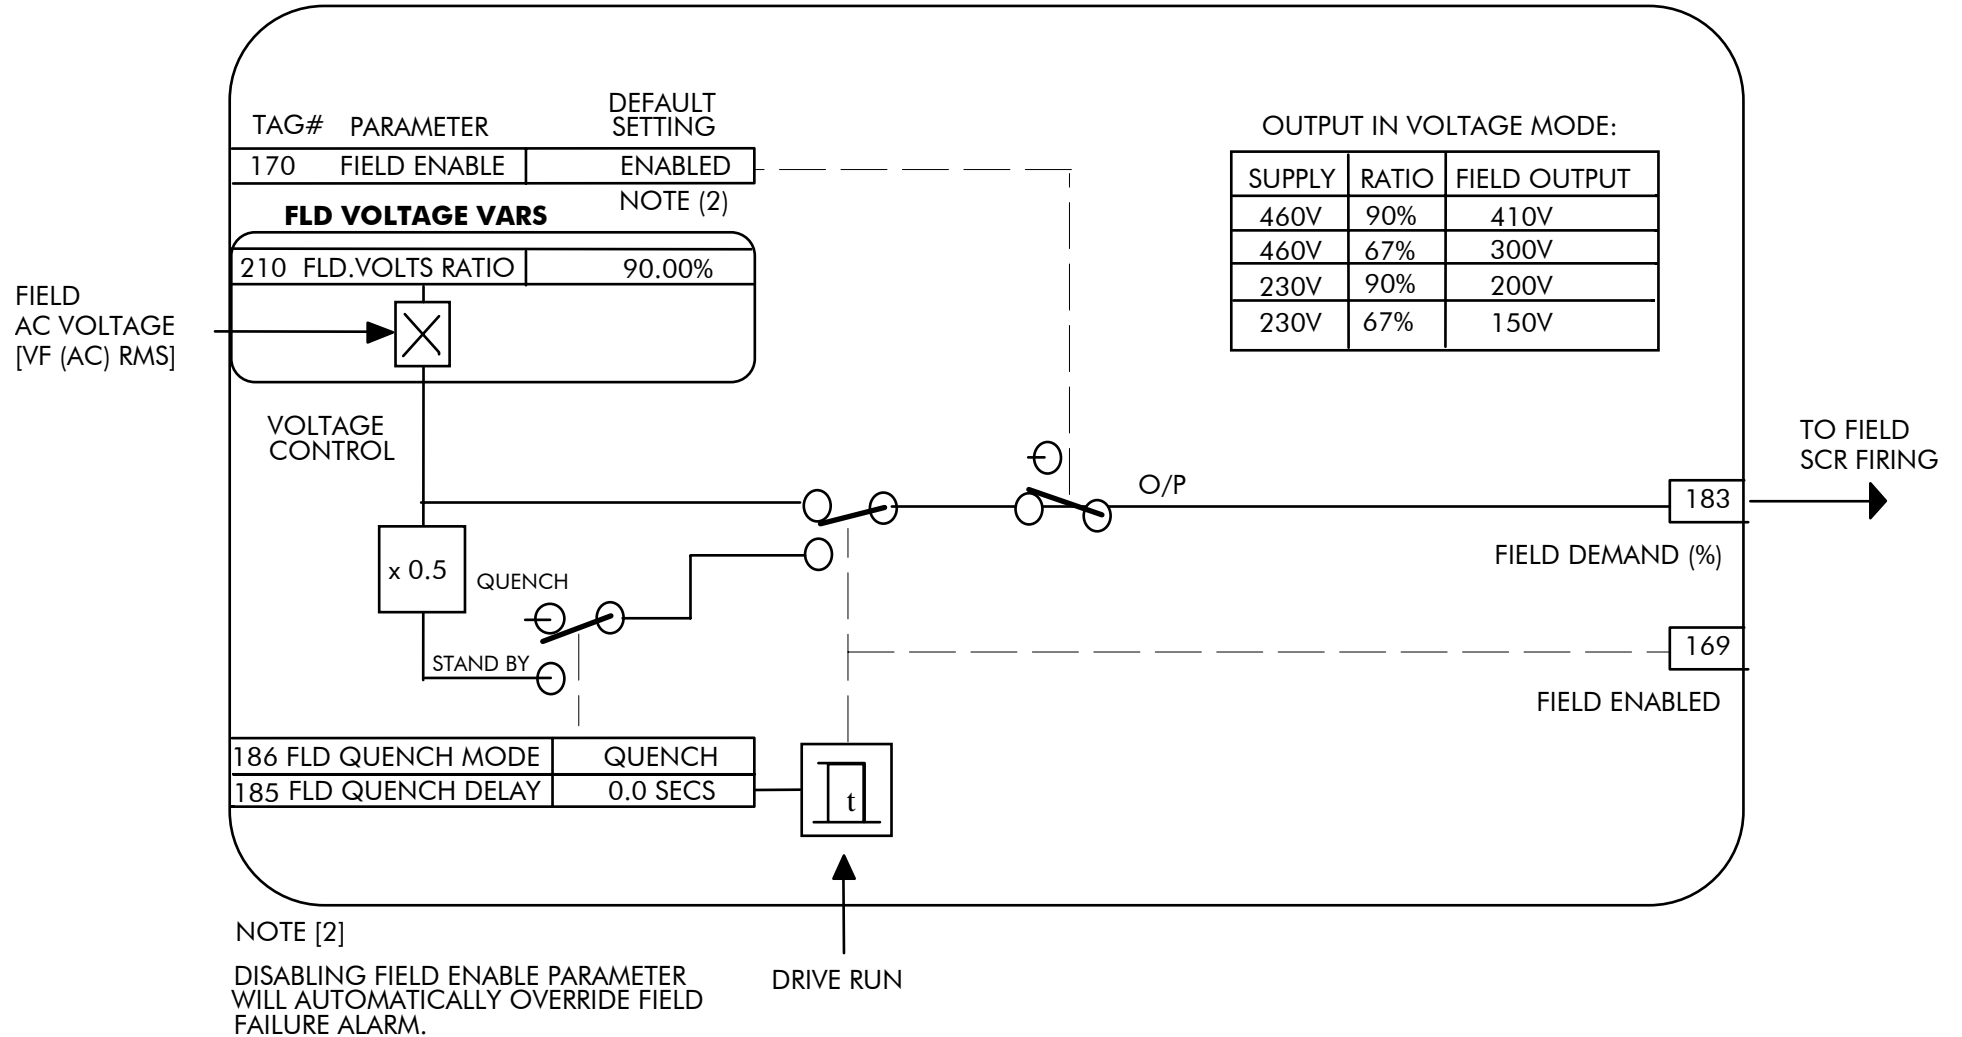 TAG# PARAMETER DEFAULT
SETTING
170 FIELD ENABLE ENABLED
NOTE (2)
FLD VOLTAGE VARS
210 FLD.VOLTS RATIO 90.00%
FIELD
AC VOLTAGE
[VF (AC) RMS]
VOLTAGE
CONTROL
OUTPUT IN VOLTAGE MODE:
SUPPLY RATIO FIELD OUTPUT
460V 90% 410V
460V 67% 300V
230V 90% 200V
230V 67% 150V
O/P
183
TO FIELD
SCR FIRING
FIELD DEMAND (%)
x 0.5
QUENCH
STAND BY
169
FIELD ENABLED
186 FLD QUENCH MODE QUENCH
185 FLD QUENCH DELAY 0.0 SECS
t
DRIVE RUN
NOTE [2]
DISABLING FIELD ENABLE PARAMETER
WILL AUTOMATICALLY OVERRIDE FIELD
FAILURE ALARM.